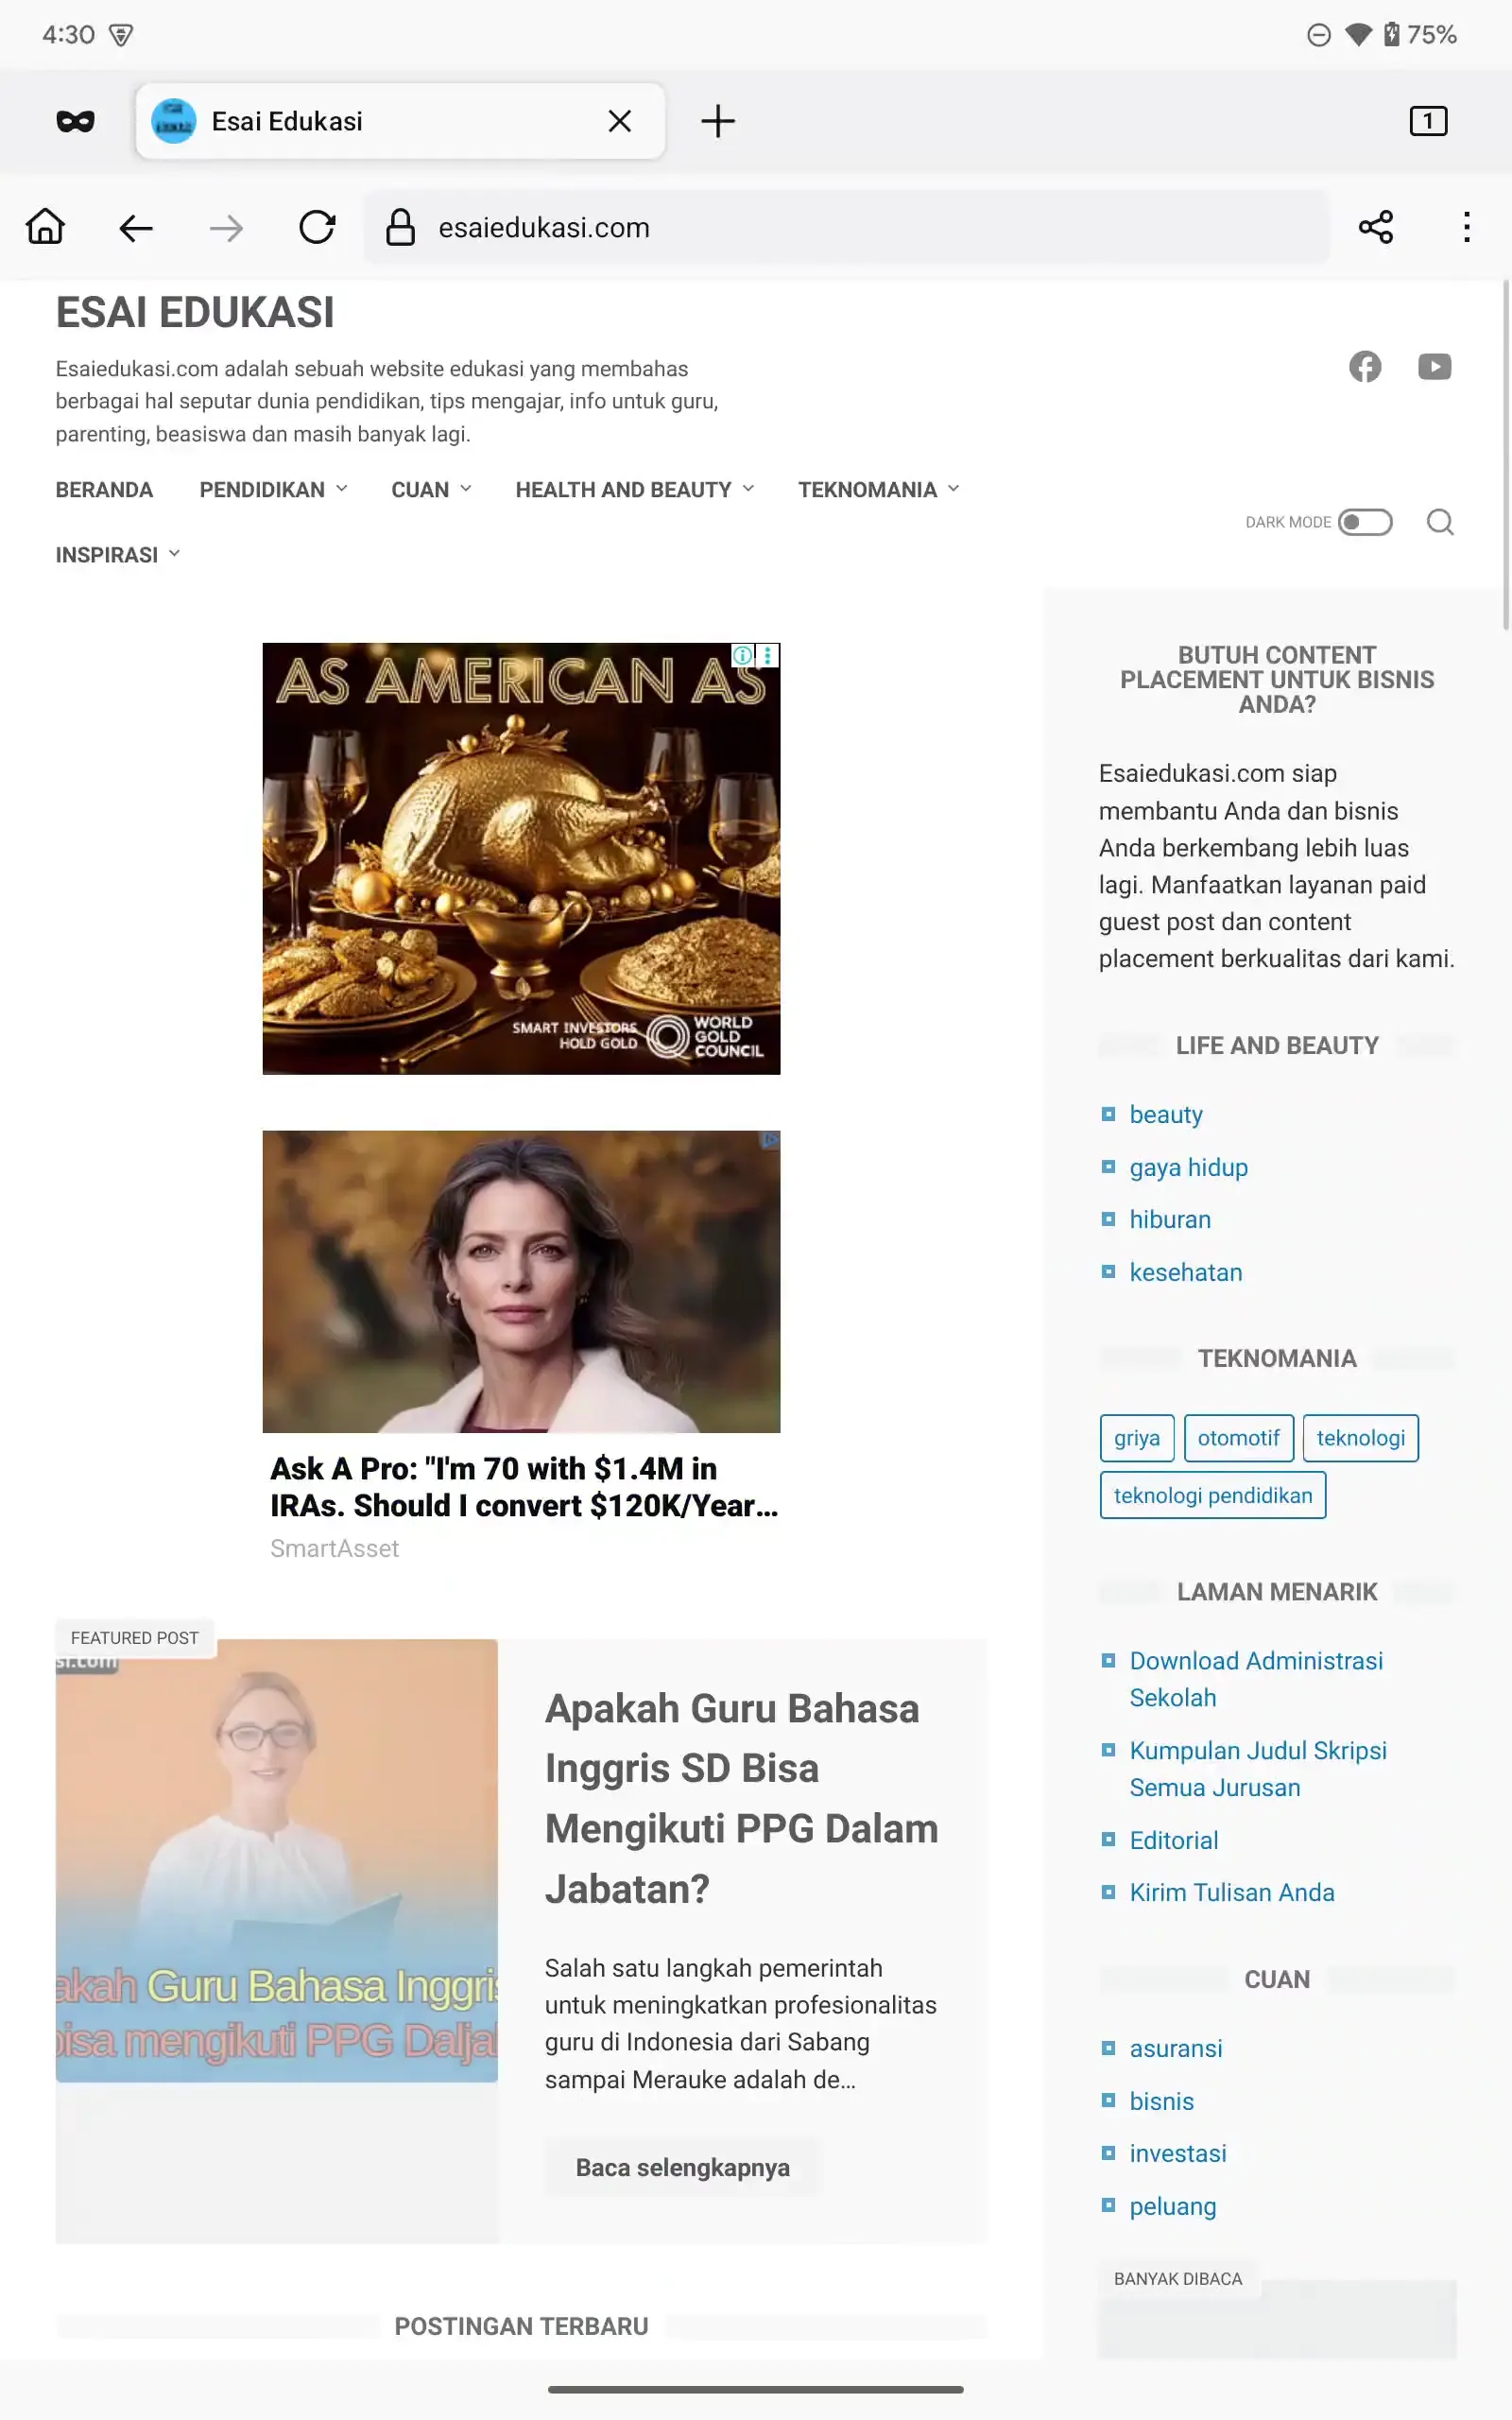 4:30
75%
Esai Edukasi
1
esaiedukasi.com
ESAI EDUKASI
Esaiedukasi.com adalah sebuah website edukasi yang membahas
berbagai hal seputar dunia pendidikan, tips mengajar, info untuk guru,
parenting, beasiswa dan masih banyak lagi.
BERANDA
PENDIDIKAN
CUAN
HEALTH AND BEAUTY
TEKNOMANIA
INSPIRASI
DARK MODE
AS AMERICAN AS
SMART INVESTORS
HOLD GOLD
WORLD
GOLD
COUNCIL
Ask A Pro: "I'm 70 with $1.4M in
IRAs. Should I convert $120K/Year...
SmartAsset
FEATURED POST
si.com
akah Guru Bahasa Inggris
bisa mengikuti PPG Daljal
Apakah Guru Bahasa
Inggris SD Bisa
Mengikuti PPG Dalam
Jabatan?
Salah satu langkah pemerintah
untuk meningkatkan profesionalitas
guru di Indonesia dari Sabang
sampai Merauke adalah de...
Baca selengkapnya
POSTINGAN TERBARU
BUTUH CONTENT
PLACEMENT UNTUK BISNIS
ANDA?
Esaiedukasi.com siap
membantu Anda dan bisnis
Anda berkembang lebih luas
lagi. Manfaatkan layanan paid
guest post dan content
placement berkualitas dari kami.
LIFE AND BEAUTY
beauty
gaya hidup
hiburan
kesehatan
TEKNOMANIA
griya
otomotif
teknologi
teknologi pendidikan
LAMAN MENARIK
Download Administrasi
Sekolah
Kumpulan Judul Skripsi
Semua Jurusan
Editorial
Kirim Tulisan Anda
CUAN
asuransi
bisnis
investasi
peluang
BANYAK DIBACA